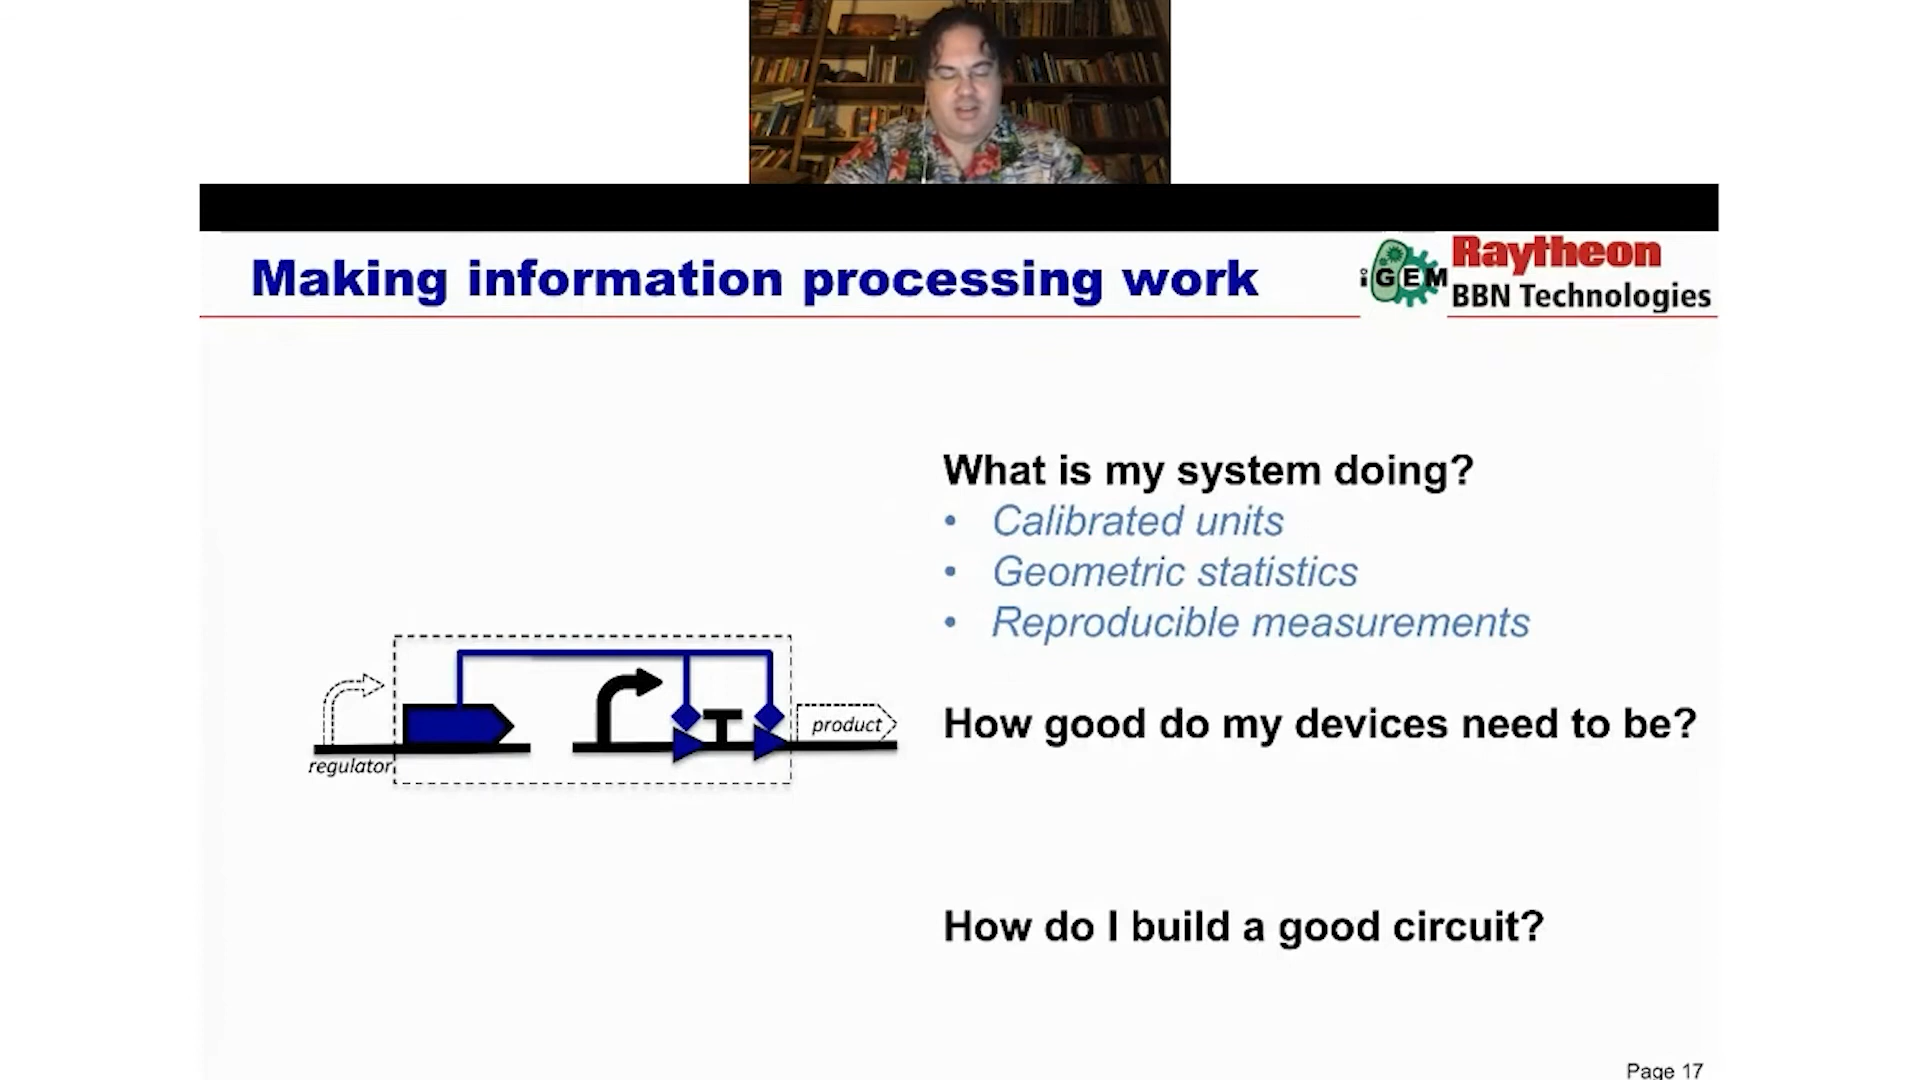 Making information processing work
iGEM
Raytheon
BBN Technologies
What is my system doing?
• Calibrated units
• Geometric statistics
• Reproducible measurements
How good do my devices need to be?
How do I build a good circuit?
regulator
product
Page 17